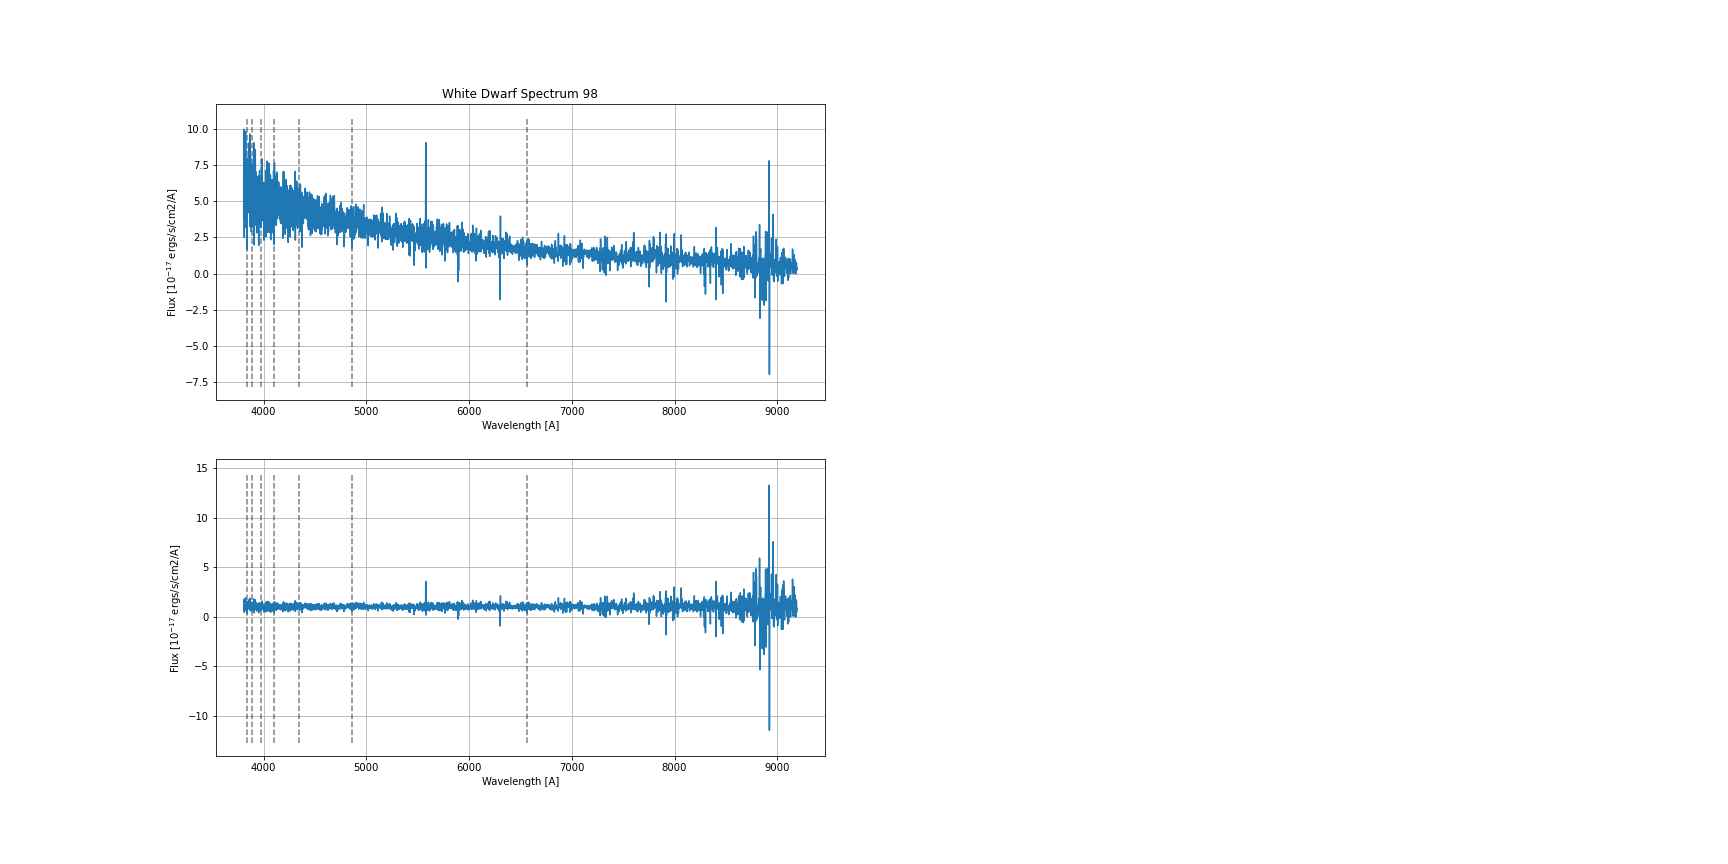 White Dwarf Spectrum 98
Flux [10⁻¹⁷ ergs/s/cm2/A]
10.0
7.5
5.0
2.5
0.0
−2.5
−5.0
−7.5
4000 5000 6000 7000 8000 9000
Wavelength [A]
Flux [10⁻¹⁷ ergs/s/cm2/A]
15
10
5
0
−5
−10
4000 5000 6000 7000 8000 9000
Wavelength [A]